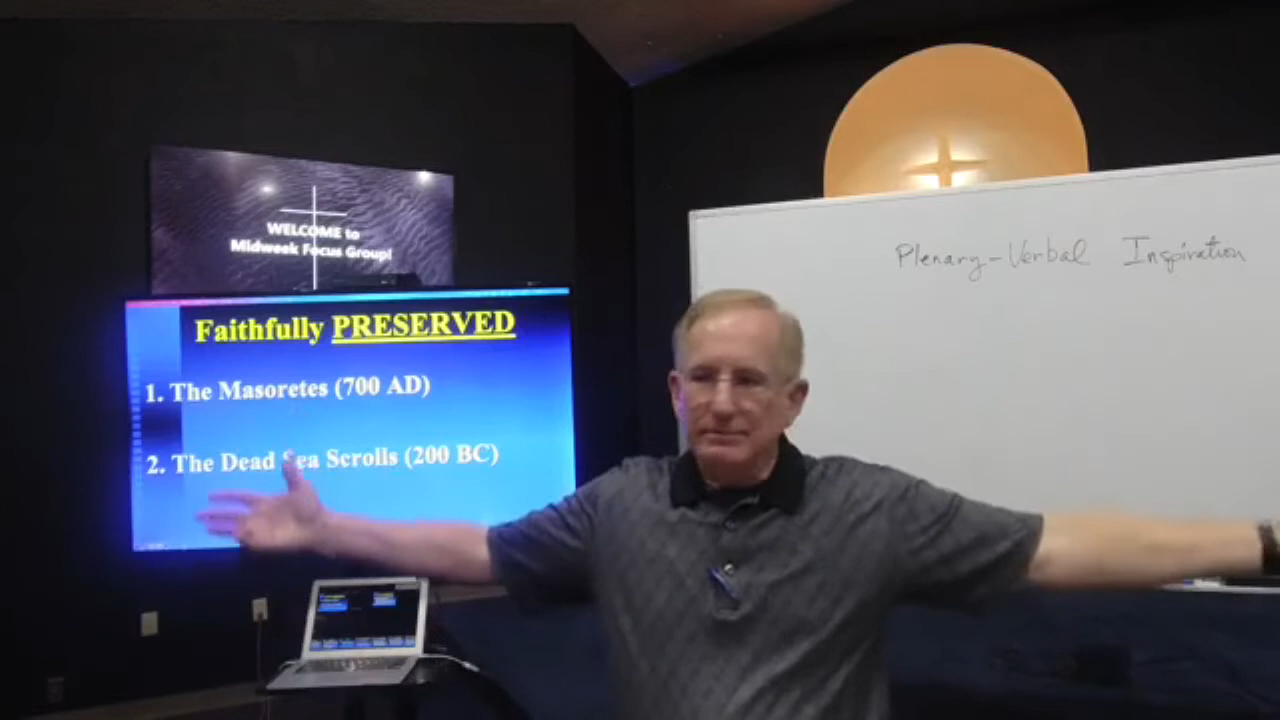 WELCOME to
Midweek Focus Group!
Faithfully PRESERVED
1. The Masoretes (700 AD)
2. The Dead Sea Scrolls (200 BC)
Plenary-Verbal Inspiration